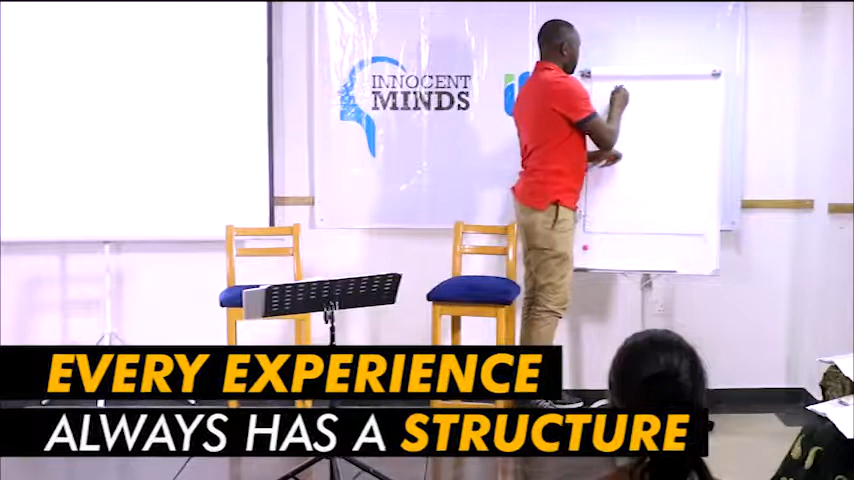 INNOCENT
MINDS
EVERY EXPERIENCE
ALWAYS HAS A STRUCTURE